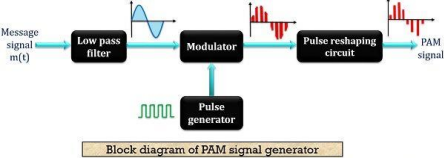 Message
signal
m(t)
Low pass
filter
Modulator
Pulse reshaping
circuit
PAM
signal
Pulse
generator
Block diagram of PAM signal generator